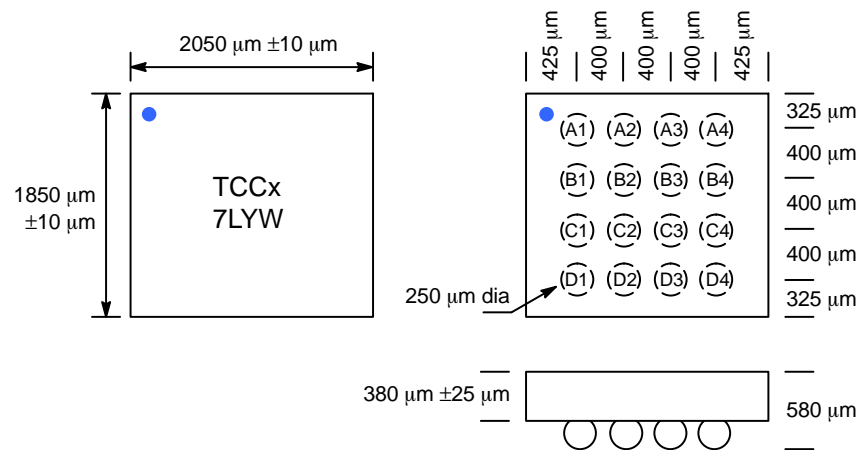 2050 µm ±10 µm
1850 µm
±10 µm
TCCx
7LYW
425 µm
400 µm
400 µm
400 µm
425 µm
A1 A2 A3 A4
B1 B2 B3 B4
C1 C2 C3 C4
D1 D2 D3 D4
325 µm
400 µm
400 µm
400 µm
325 µm
250 µm dia
380 µm ±25 µm
580 µm